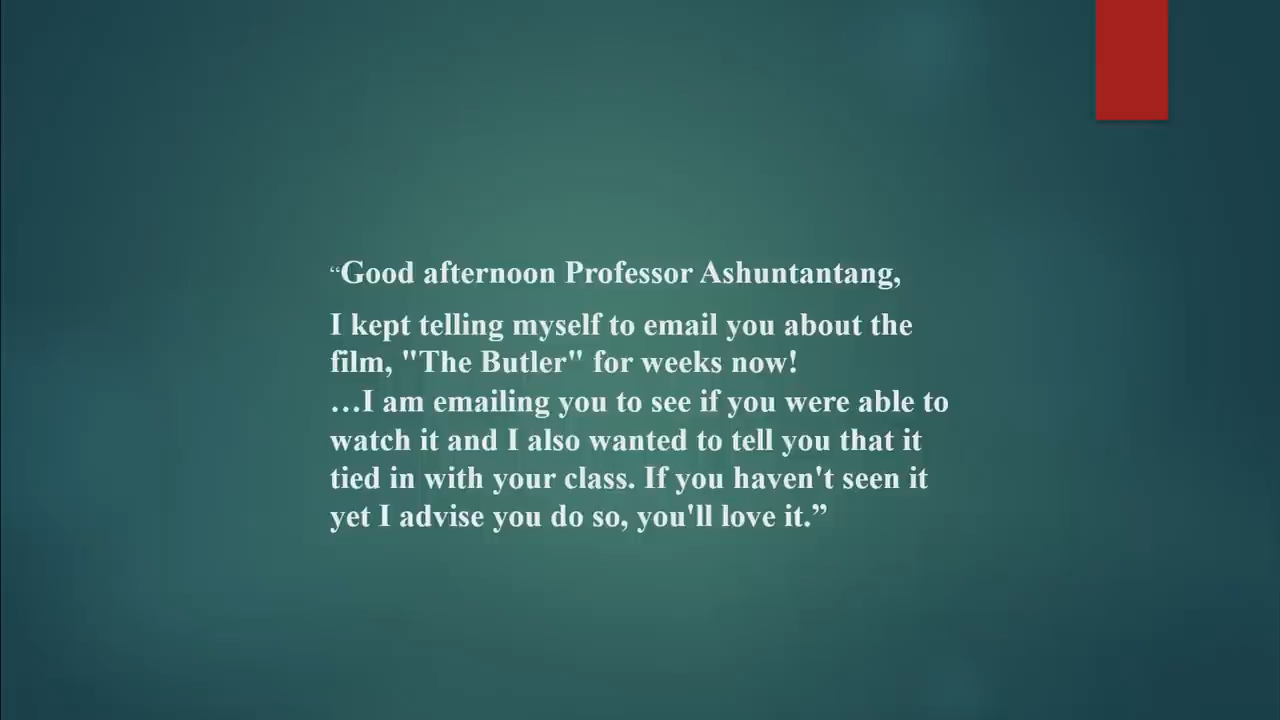 “Good afternoon Professor Ashuntantang,
I kept telling myself to email you about the
film, "The Butler" for weeks now!
…I am emailing you to see if you were able to
watch it and I also wanted to tell you that it
tied in with your class. If you haven't seen it
yet I advise you do so, you'll love it.”